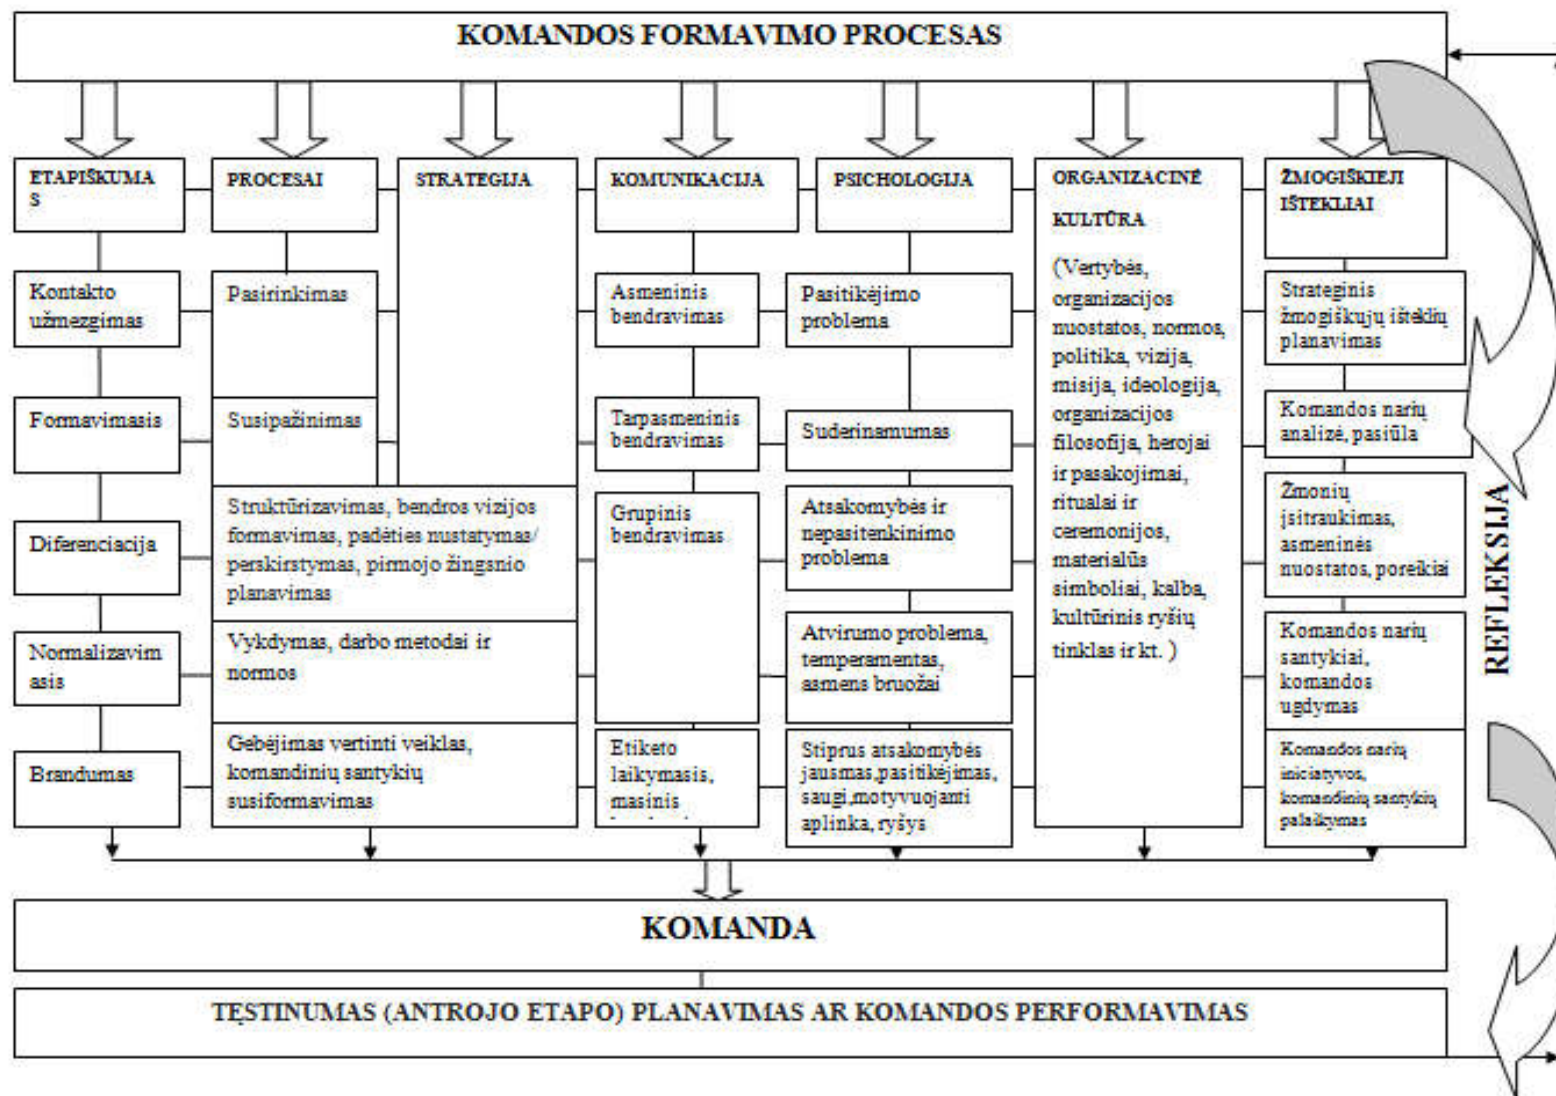 KOMANDOS FORMAVIMO PROCESAS
ETAPIŠKUMA
S
PROCESAI
STRATEGIJA
KOMUNIKACIJA
PSICHOLOGIJA
ORGANIZACINĖ
KULTŪRA
(Vertybės,
organizacijos
nuostatos, normos,
politika, vizija,
misija, ideologija,
organizacijos
filosofija, herojai
ir pasakojimai,
ritualai ir
ceremonijos,
materialūs
simboliai, kalba,
kultūrinis ryšių
tinklas ir kt. )
ŽMOGIŠKIEJI
IŠTEKLIAI
Kontakto
užmezgimas
Pasirinkimas
Asmeninis
bendravimas
Pasitikėjimo
problema
Strateginis
žmogiškųjų išteklių
planavimas
Formavimasis
Susipažinimas
Tarpasmeninis
bendravimas
Suderinamumas
Komandos narių
analizė, pasiūla
Diferenciacija
Struktūrizavimas, bendros vizijos
formavimas, padėties nustatymas/
perskirstymas, pirmojo žingsnio
planavimas
Grupinis
bendravimas
Atsakomybės ir
nepasitenkinimo
problema
Žmonių
įsitraukimas,
asmeninės
nuostatos, poreikiai
Normalizavim
asis
Vykdymas, darbo metodai ir
normos
Atvirumo problema,
temperamentas,
asmens bruožai
Komandos narių
santykiai,
komandos
ugdymas
Brandumas
Gebėjimas vertinti veiklas,
komandinių santykių
susiformavimas
Etiketo
laikymasis,
masinis
Stiprus atsakomybės
jausmas,pasitikėjimas,
saugi,motyvuojanti
aplinka, ryšys
Komandos narių
iniciatyvos,
komandinių santykių
palaikymas
REFLEKSIJA
KOMANDA
TĘSTINUMAS (ANTROJO ETAPO) PLANAVIMAS AR KOMANDOS PERFORMAVIMAS